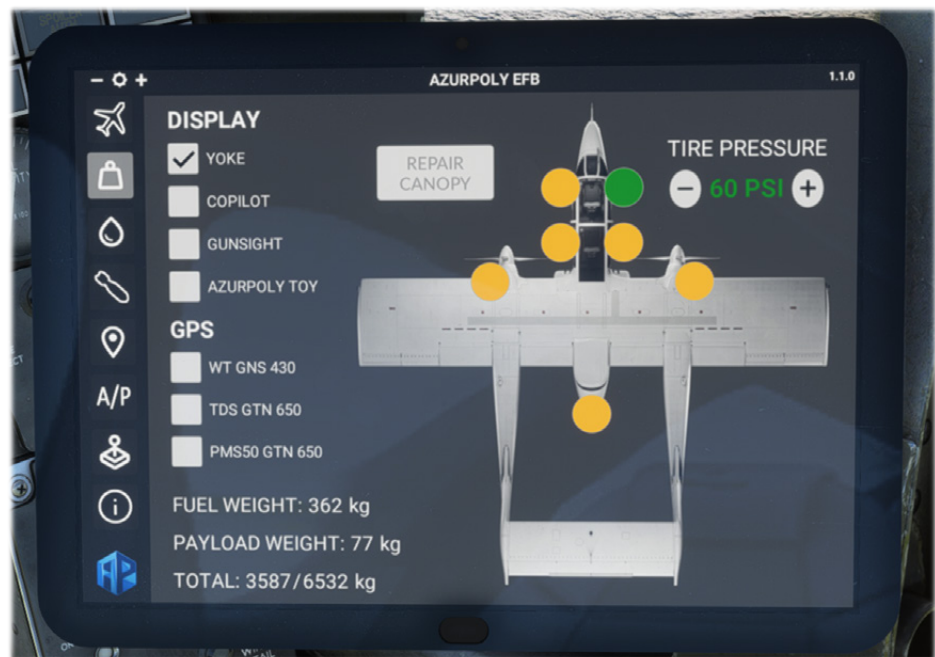 AZURPOLY EFB
1.1.0
DISPLAY
YOKE
COPILOT
GUNSIGHT
AZURPOLY TOY
GPS
WT GNS 430
TDS GTN 650
PMS50 GTN 650
FUEL WEIGHT: 362 kg
PAYLOAD WEIGHT: 77 kg
TOTAL: 3587/6532 kg
REPAIR
CANOPY
TIRE PRESSURE
− 60 PSI +
A/P